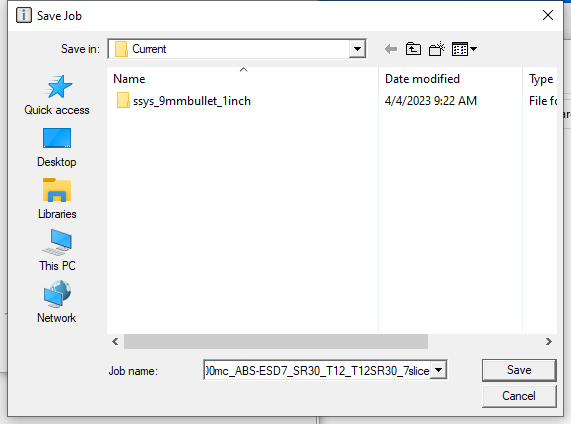 Save Job
Save in: Current
Name Date modified Type
ssys_9mmbullet_1inch 4/4/2023 9:22 AM File fo
Quick access
Desktop
Libraries
This PC
Network
Job name: 00mc_ABS-ESD7_SR30_T12_T12SR30_7slice
Save
Cancel